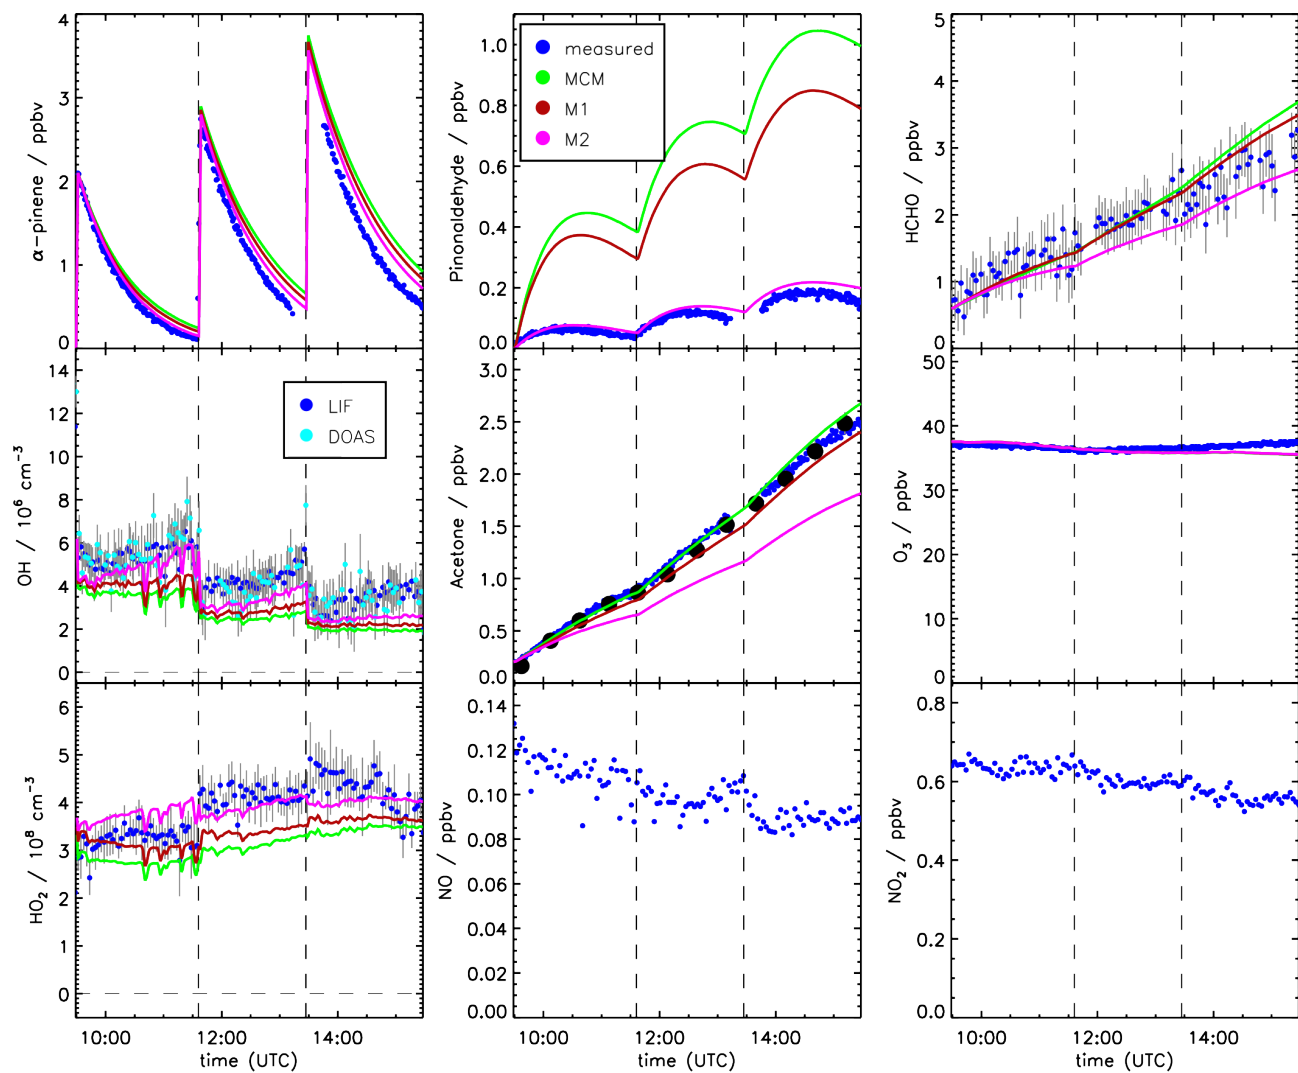 α-pinene / ppbv
4
3
2
1
0
Pinonaldehyde / ppbv
1.0
0.8
0.6
0.4
0.2
0.0
measured
MCM
M1
M2
HCHO / ppbv
5
4
3
2
1
0
OH / 10⁶ cm⁻³
14
12
10
8
6
4
2
0
LIF
DOAS
Acetone / ppbv
3.0
2.5
2.0
1.5
1.0
0.5
0.0
O₃ / ppbv
50
40
30
20
10
0
HO₂ / 10⁸ cm⁻³
6
5
4
3
2
1
0
10:00 12:00 14:00
time (UTC)
NO / ppbv
0.14
0.12
0.10
0.08
0.06
0.04
0.02
0.00
10:00 12:00 14:00
time (UTC)
NO₂ / ppbv
0.8
0.6
0.4
0.2
0.0
10:00 12:00 14:00
time (UTC)